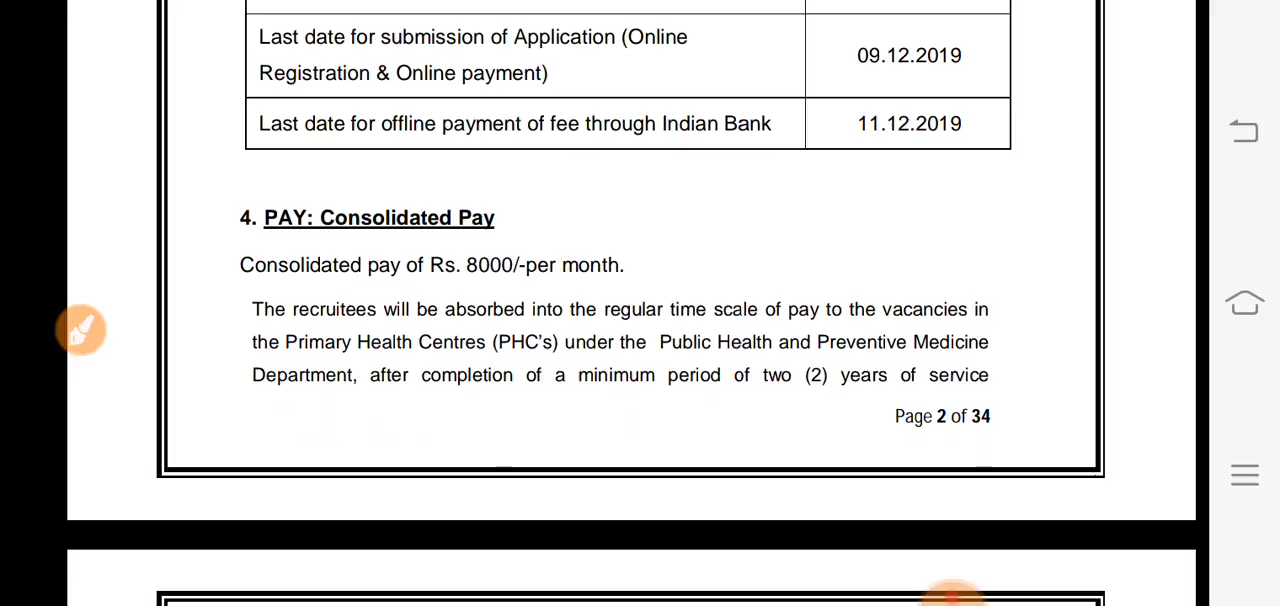 Last date for submission of Application (Online
Registration & Online payment)
09.12.2019
Last date for offline payment of fee through Indian Bank
11.12.2019
4. PAY: Consolidated Pay
Consolidated pay of Rs. 8000/-per month.
The recruitees will be absorbed into the regular time scale of pay to the vacancies in
the Primary Health Centres (PHC's) under the Public Health and Preventive Medicine
Department, after completion of a minimum period of two (2) years of service
Page 2 of 34